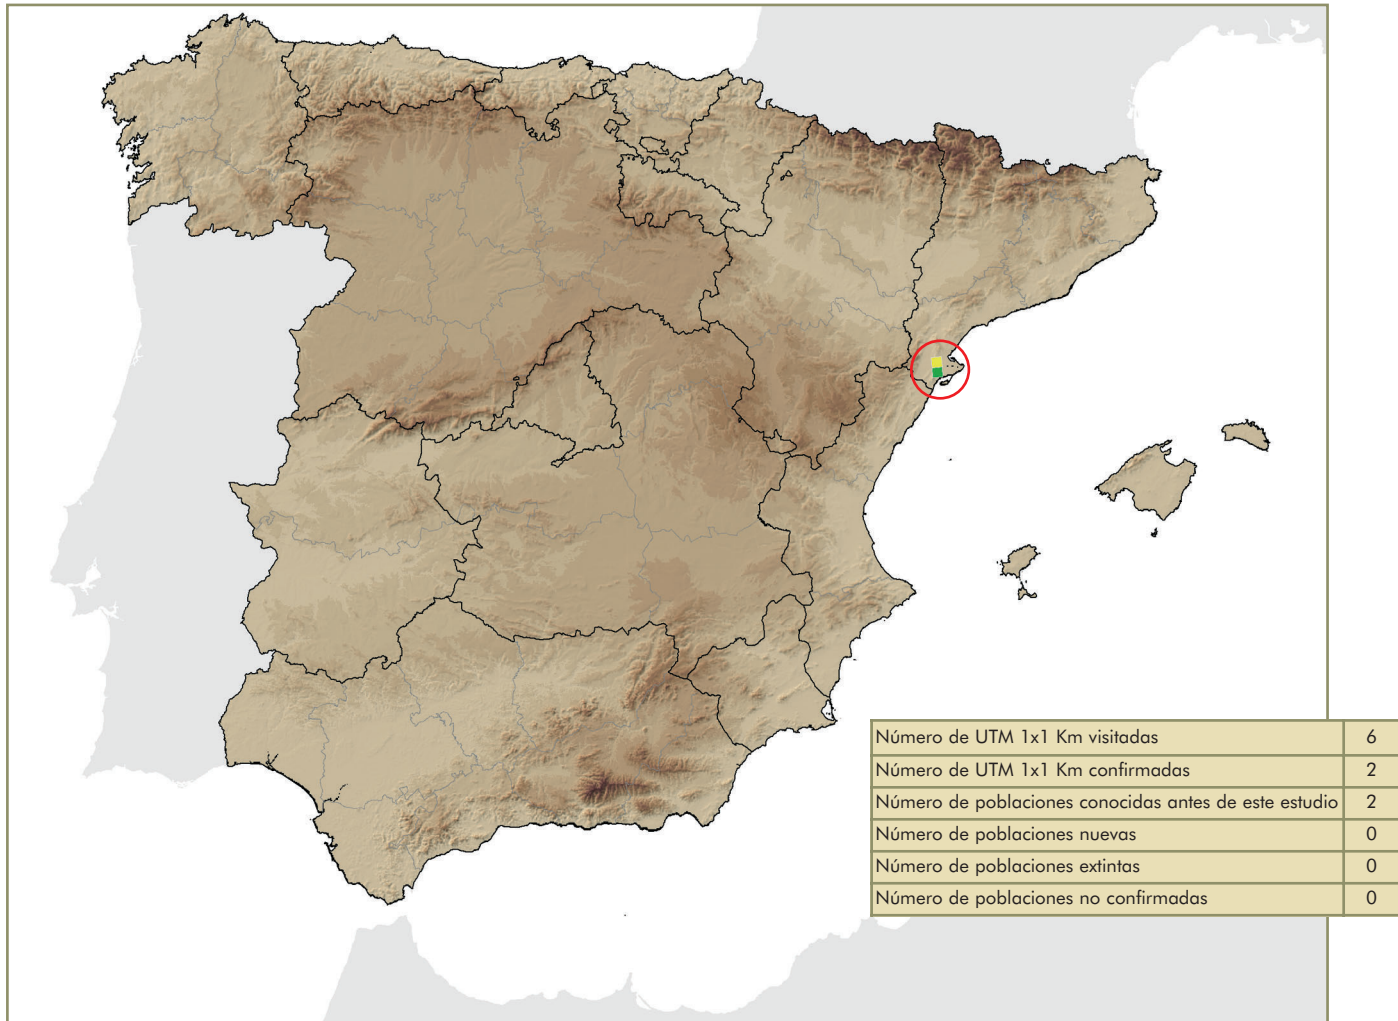 Número de UTM 1x1 Km visitadas 6
Número de UTM 1x1 Km confirmadas 2
Número de poblaciones conocidas antes de este estudio 2
Número de poblaciones nuevas 0
Número de poblaciones extintas 0
Número de poblaciones no confirmadas 0